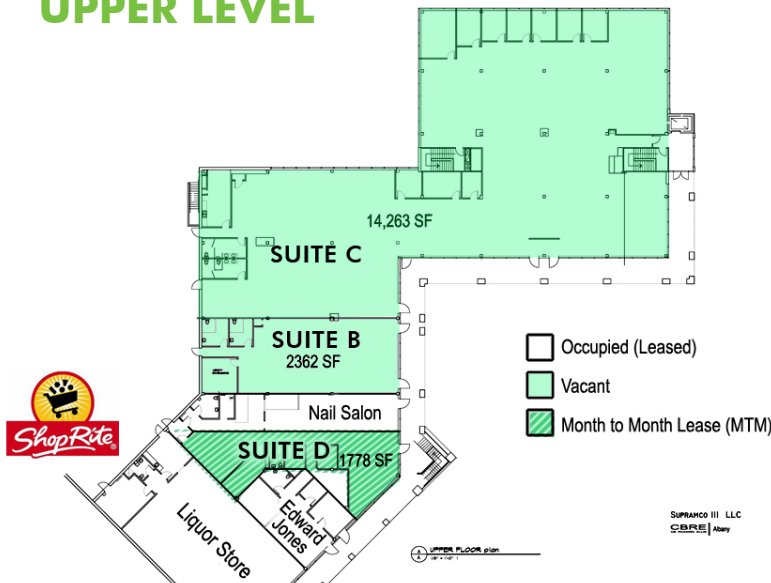 UPPER LEVEL
14,263 SF
SUITE C
SUITE B
2362 SF
Occupied (Leased)
Vacant
Month to Month Lease (MTM)
Nail Salon
ShopRite
SUITE D
1778 SF
Edward
Jones
Liquor Store
SUPRAMCO III LLC
CBRE | Albany
UPPER FLOOR plan